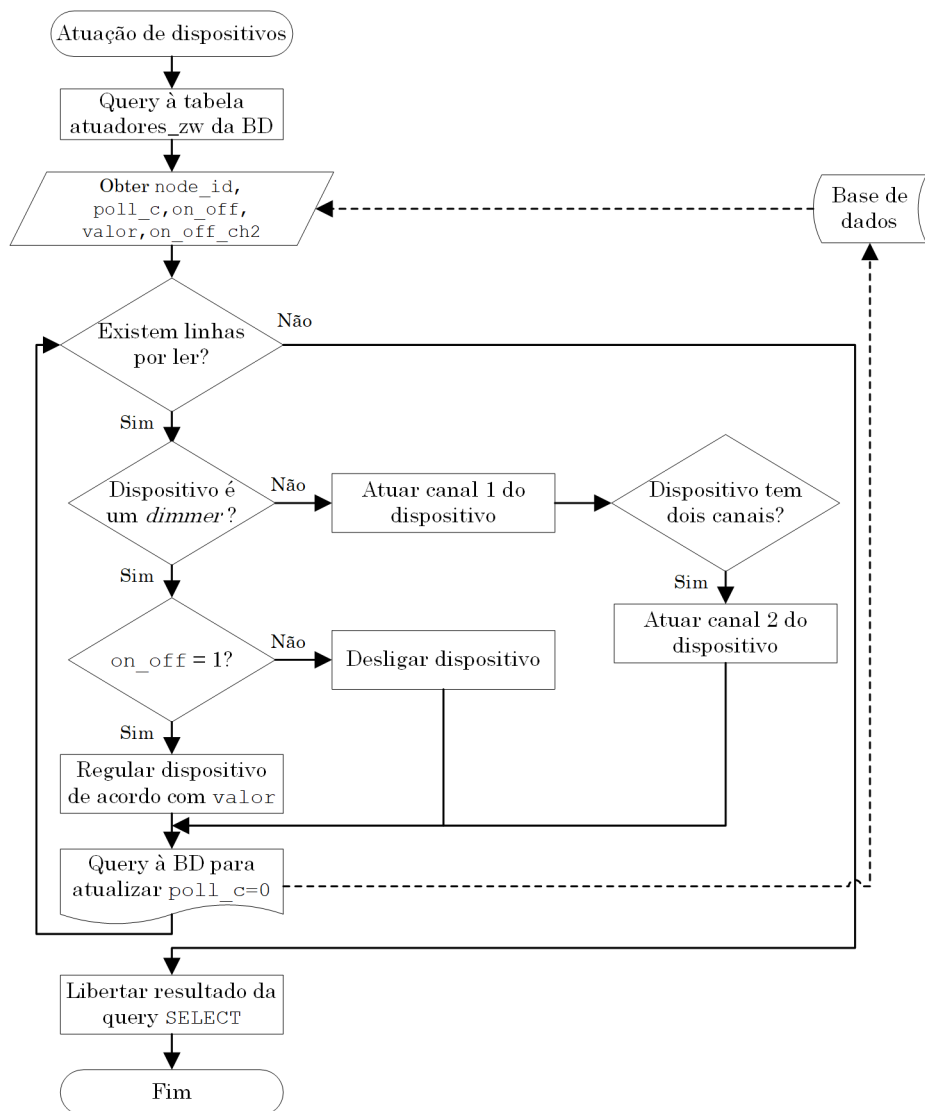 Atuação de dispositivos
Query à tabela
atuadores_zw da BD
Obter node_id,
poll_c,on_off,
valor,on_off_ch2
Base de
dados
Existem linhas
por ler?
Não
Sim
Dispositivo é
um dimmer?
Não
Atuar canal 1 do
dispositivo
Dispositivo tem
dois canais?
Sim
Sim
Atuar canal 2 do
dispositivo
on_off = 1?
Não
Desligar dispositivo
Sim
Regular dispositivo
de acordo com valor
Query à BD para
atualizar poll_c=0
Libertar resultado da
query SELECT
Fim